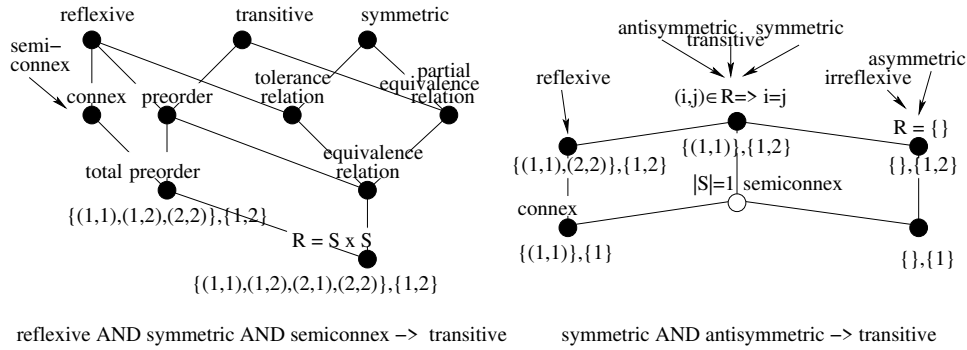 reflexive
transitive
symmetric
semi-
connex
connex
preorder
tolerance
relation
partial
equivalence
relation
total preorder
equivalence
relation
{(1,1),(1,2),(2,2)},{1,2}
R = S x S
{(1,1),(1,2),(2,1),(2,2)},{1,2}
reflexive AND symmetric AND semiconnex -> transitive
antisymmetric
transitive
symmetric
reflexive
(i,j)∈R=> i=j
irreflexive
asymmetric
R = {}
{(1,1),(2,2)},{1,2}
{(1,1)},{1,2}
{},{1,2}
|S|=1
semiconnex
connex
{(1,1)},{1}
{},{1}
symmetric AND antisymmetric -> transitive